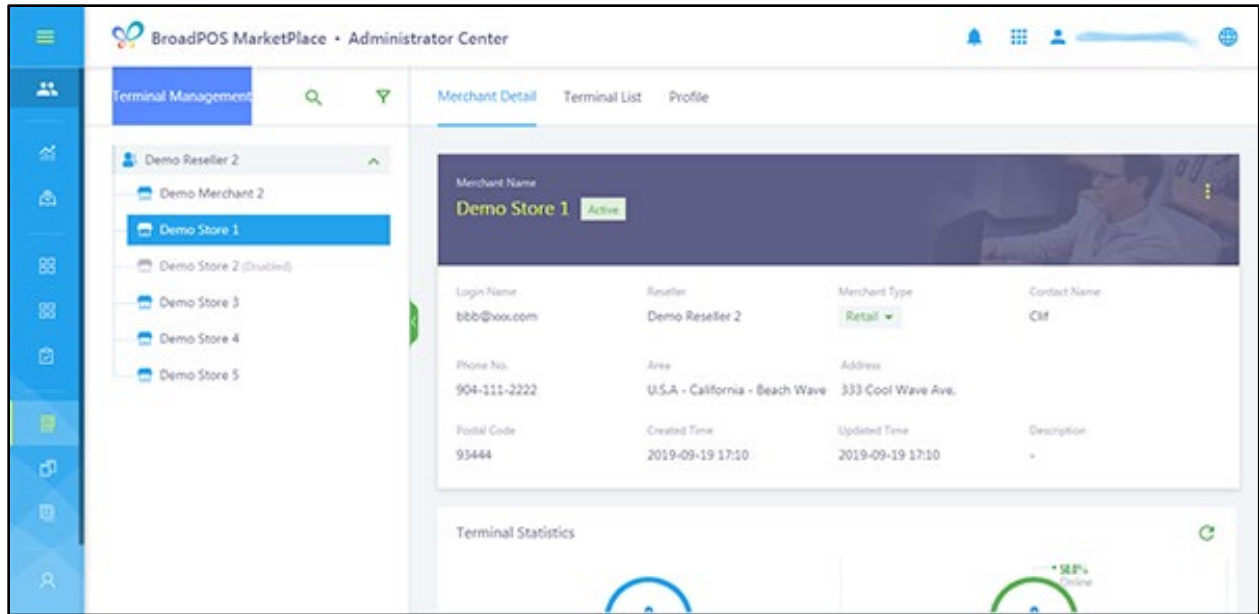 BroadPOS MarketPlace • Administrator Center
Terminal Management
Merchant Detail Terminal List Profile
Demo Reseller 2
Demo Merchant 2
Demo Store 1
Demo Store 2 (Disabled)
Demo Store 3
Demo Store 4
Demo Store 5
Merchant Name
Demo Store 1 Active
Login Name Reseller Merchant Type Contact Name
bbb@xxx.com Demo Reseller 2 Retail Clif
Phone No. Area Address
904-111-2222 U.S.A - California - Beach Wave 333 Cool Wave Ave.
Postal Code Created Time Updated Time Description
93444 2019-09-19 17:10 2019-09-19 17:10 -
Terminal Statistics
Online